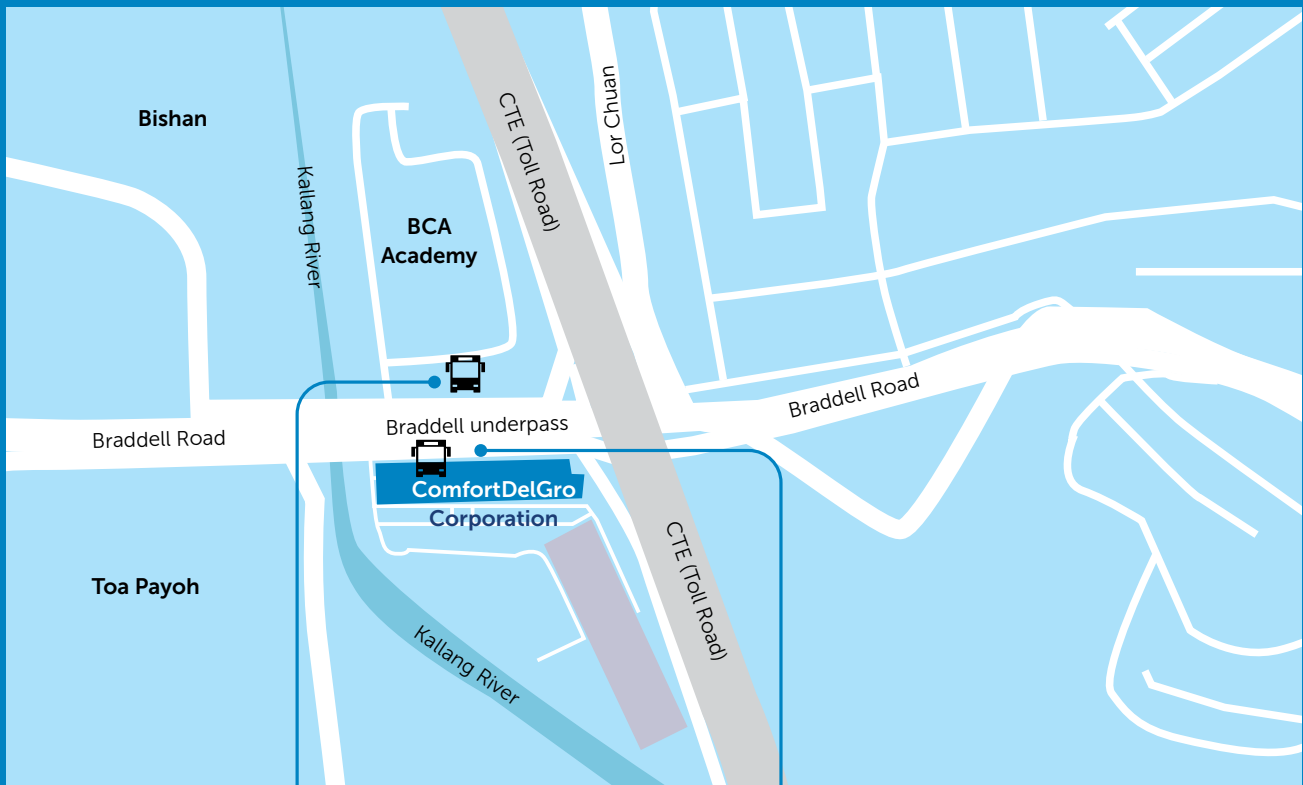 Bishan
Kallang River
BCA
Academy
CTE (Toll Road)
Lor Chuan
Braddell Road
Braddell underpass
Braddell Road
ComfortDelGro
Corporation
Toa Payoh
Kallang River
CTE (Toll Road)